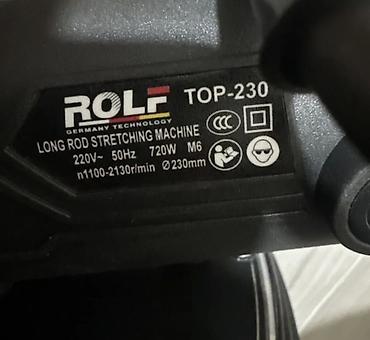 ROLF TOP-230
GERMANY TECHNOLOGY
LONG ROD STRETCHING MACHINE
220V~ 50Hz 720W M6
n1100-2130r/min Ø230mm